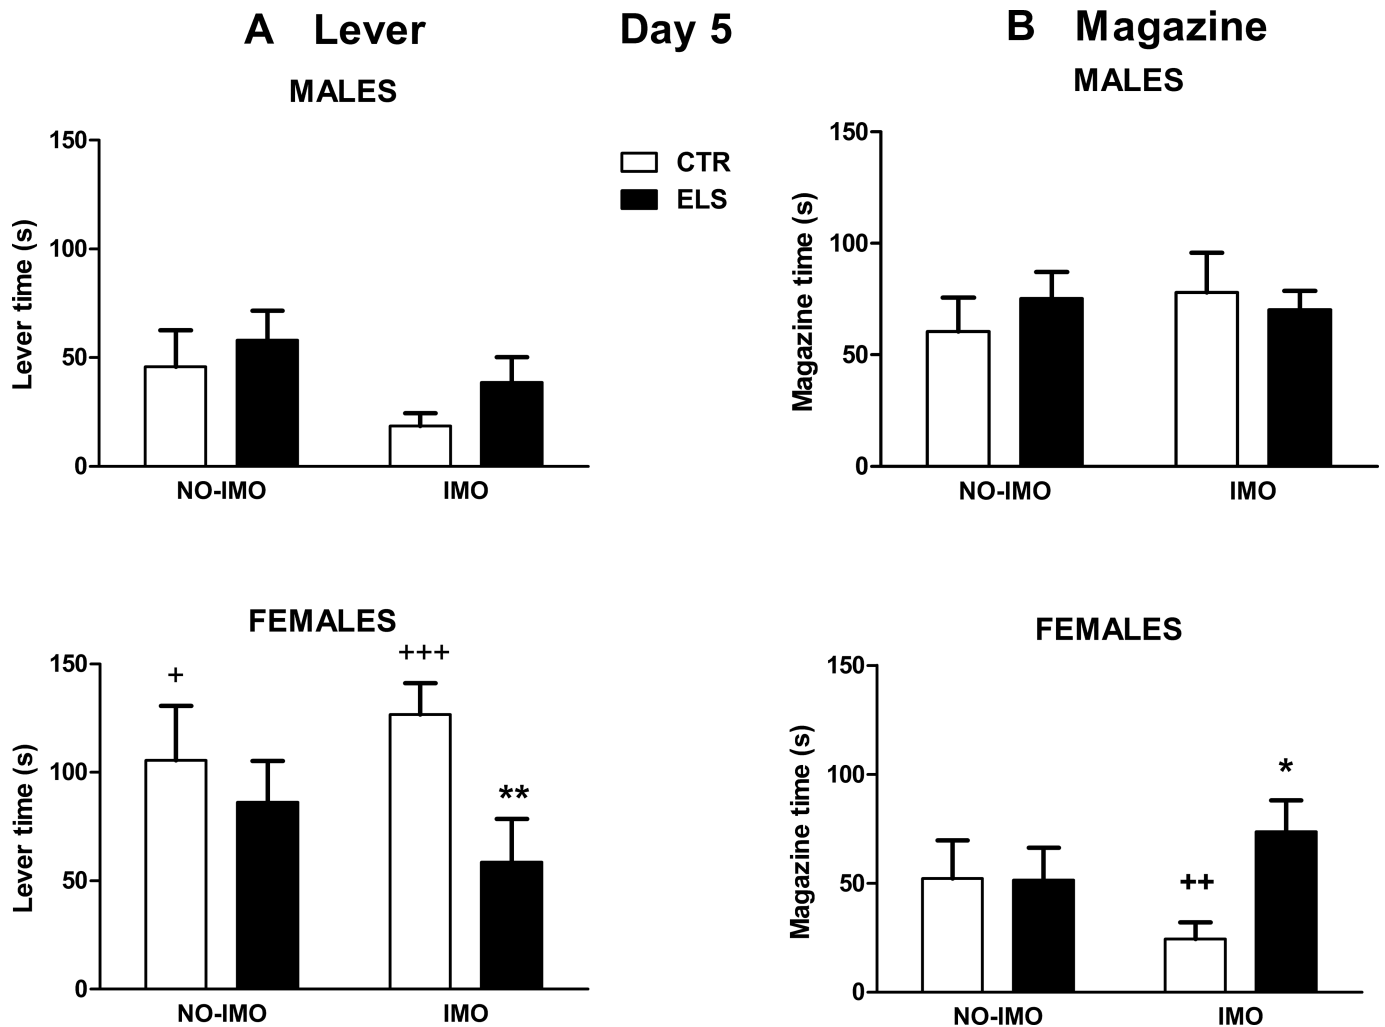 A Lever
Day 5
B Magazine
MALES
150
100
50
0
Lever time (s)
NO-IMO
IMO
CTR
ELS
MALES
150
100
50
0
Magazine time (s)
NO-IMO
IMO
FEMALES
150
100
50
0
Lever time (s)
+
+++
**
NO-IMO
IMO
FEMALES
150
100
50
0
Magazine time (s)
++
*
NO-IMO
IMO